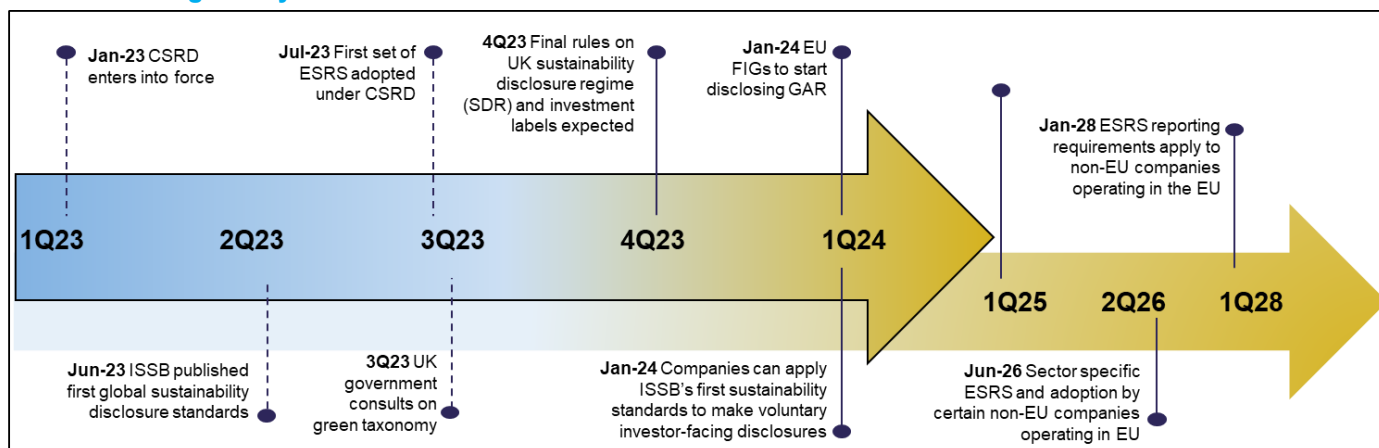 Jan-23 CSRD
enters into force
Jul-23 First set of
ESRS adopted
under CSRD
4Q23 Final rules on
UK sustainability
disclosure regime
(SDR) and investment
labels expected
Jan-24 EU
FIGs to start
disclosing GAR
Jan-28 ESRS reporting
requirements apply to
non-EU companies
operating in the EU
1Q23
2Q23
3Q23
4Q23
1Q24
1Q25
2Q26
1Q28
Jun-23 ISSB published
first global sustainability
disclosure standards
3Q23 UK
government
consults on
green taxonomy
Jan-24 Companies can apply
ISSB's first sustainability
standards to make voluntary
investor-facing disclosures
Jun-26 Sector specific
ESRS and adoption by
certain non-EU companies
operating in EU